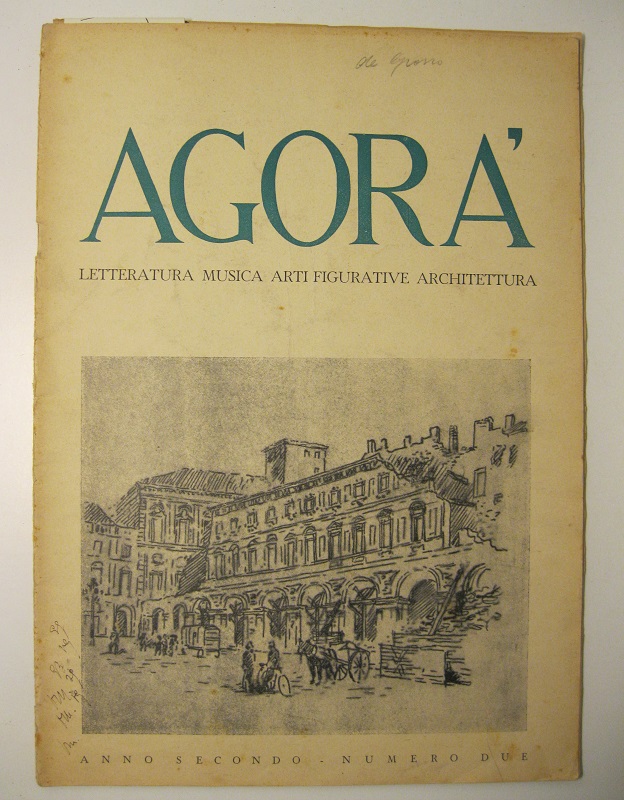 AGORA'
LETTERATURA MUSICA ARTI FIGURATIVE ARCHITETTURA
ANNO SECONDO - NUMERO DUE